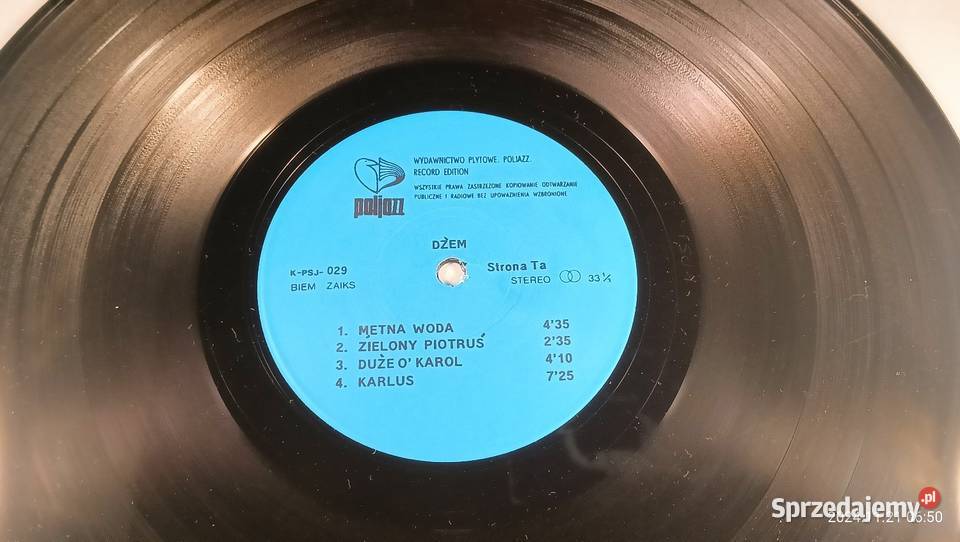 WYDAWNICTWO PŁYTOWE. POLJAZZ.
RECORD EDITION
WSZYSTKIE PRAWA ZASTRZEŻONE KOPIOWANIE ODTWARZANIE
PUBLICZNE I RADIOWE BEZ UPOWAŻNIENIA WZBRONIONE
poljazz
DŻEM
K-PSJ-029
Strona Ta
BIEM ZAIKS
STEREO 33⅓
1. MĘTNA WODA 4'35
2. ZIELONY PIOTRUŚ 2'35
3. DUŻE O' KAROL 4'10
4. KARLUS 7'25
Sprzedajemy.pl
06:50